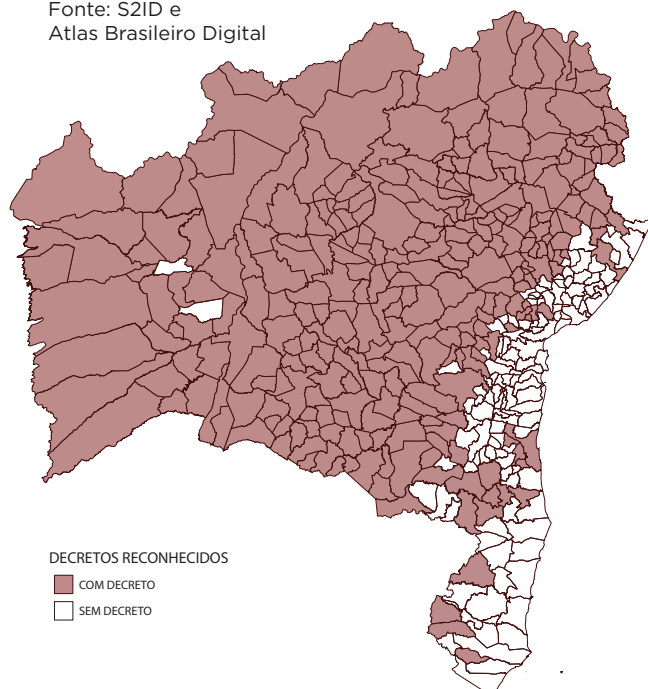 Fonte: S2ID e
Atlas Brasileiro Digital
DECRETOS RECONHECIDOS
COM DECRETO
SEM DECRETO